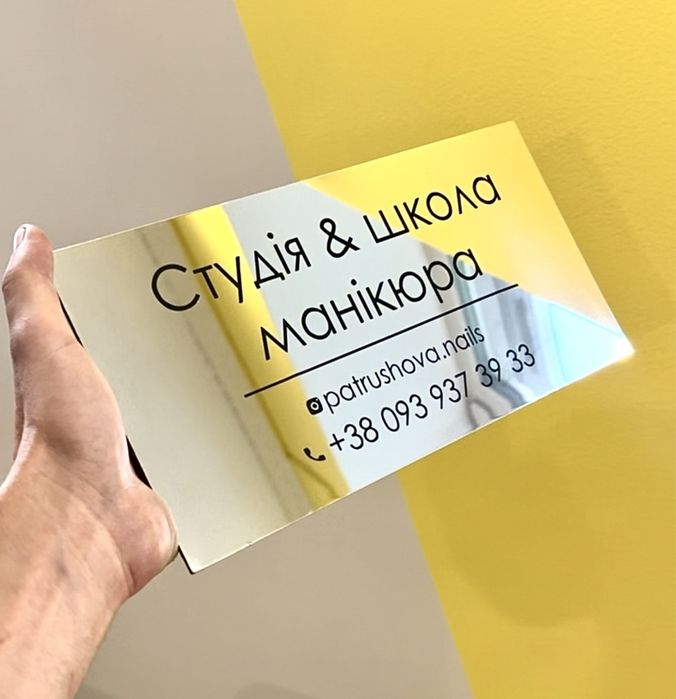 Студія & школа
манікюра
patrushova.nails
+38 093 937 39 33